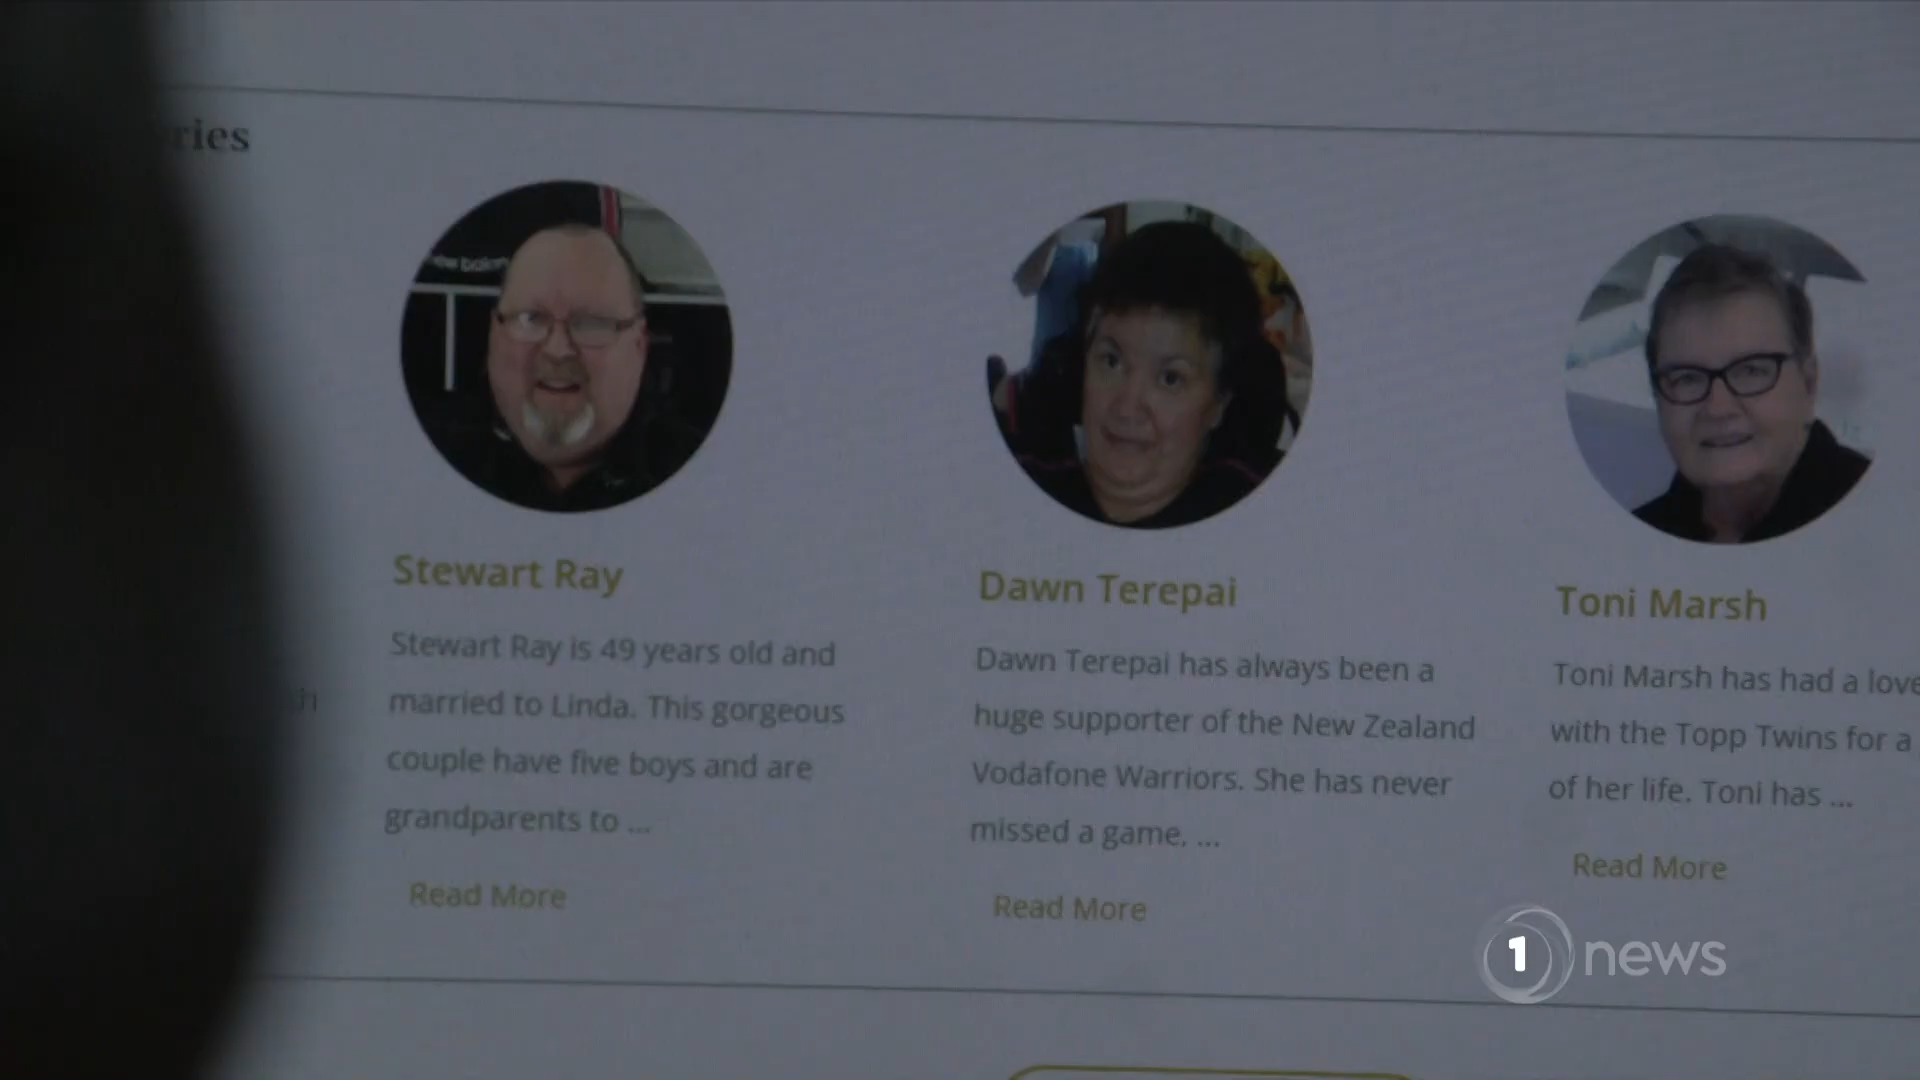 ries
Stewart Ray
Stewart Ray is 49 years old and
married to Linda. This gorgeous
couple have five boys and are
grandparents to ...
Read More
Dawn Terepai
Dawn Terepai has always been a
huge supporter of the New Zealand
Vodafone Warriors. She has never
missed a game, ...
Read More
Toni Marsh
Toni Marsh has had a love
with the Topp Twins for a
of her life. Toni has ...
Read More
1 news